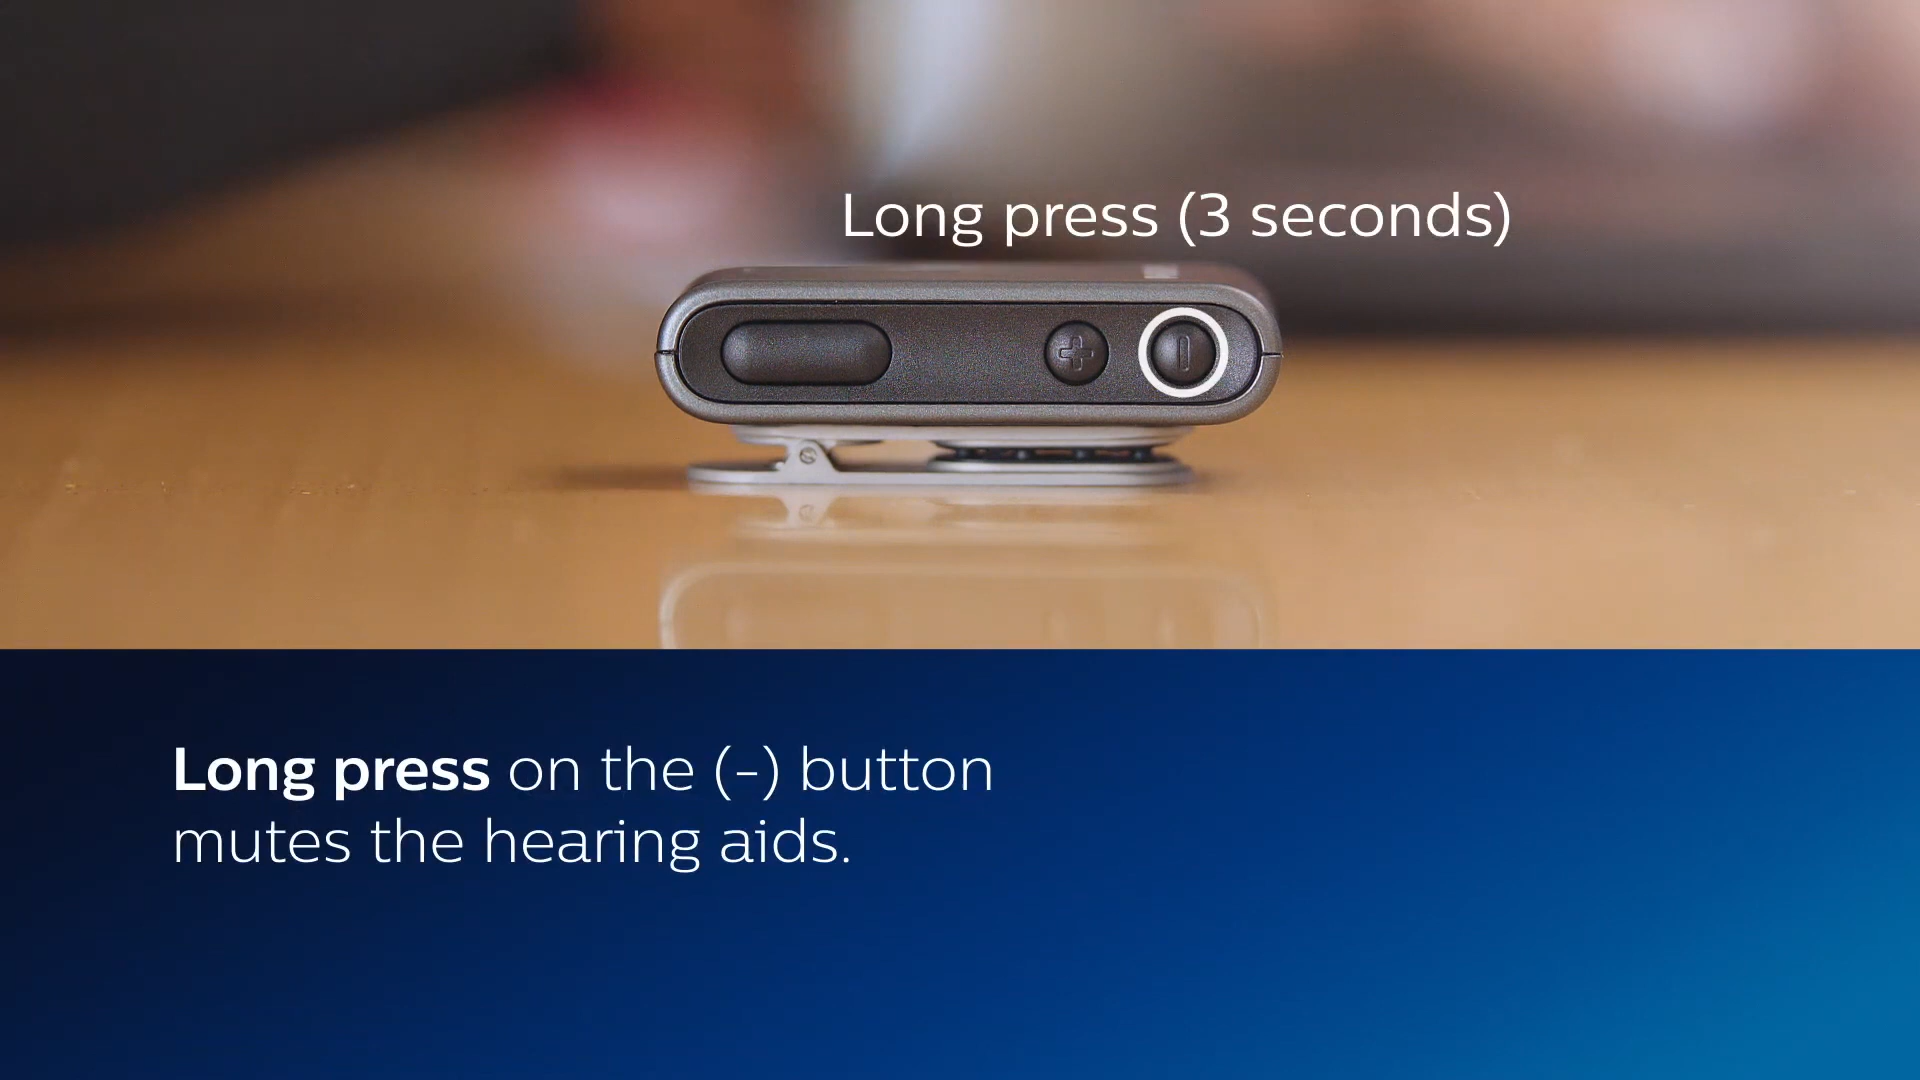 Long press (3 seconds)
Long press on the (-) button
mutes the hearing aids.